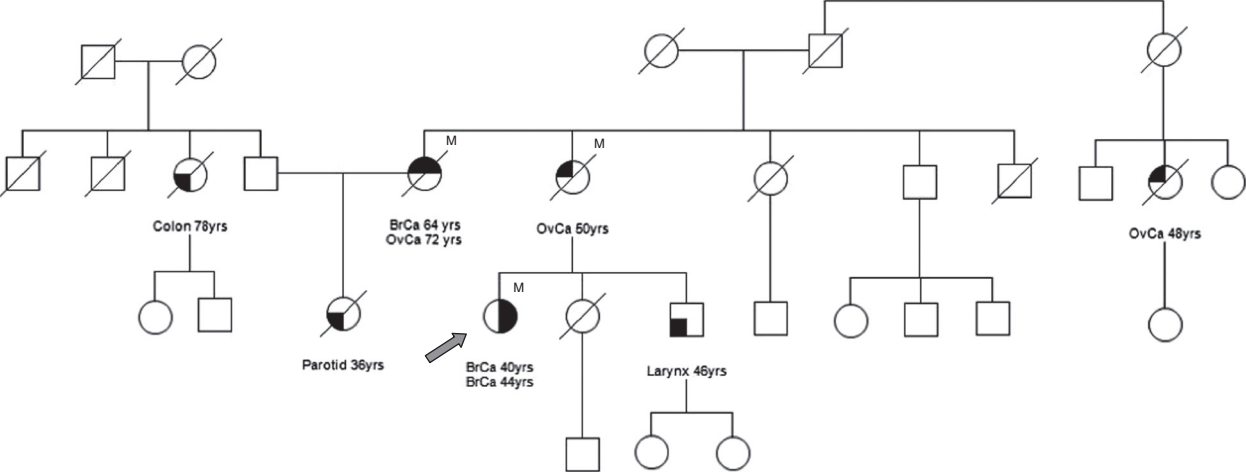 M
M
Colon 78yrs
BrCa 64 yrs
OvCa 72 yrs
OvCa 50yrs
OvCa 48yrs
M
Parotid 36yrs
BrCa 40yrs
BrCa 44yrs
Larynx 46yrs